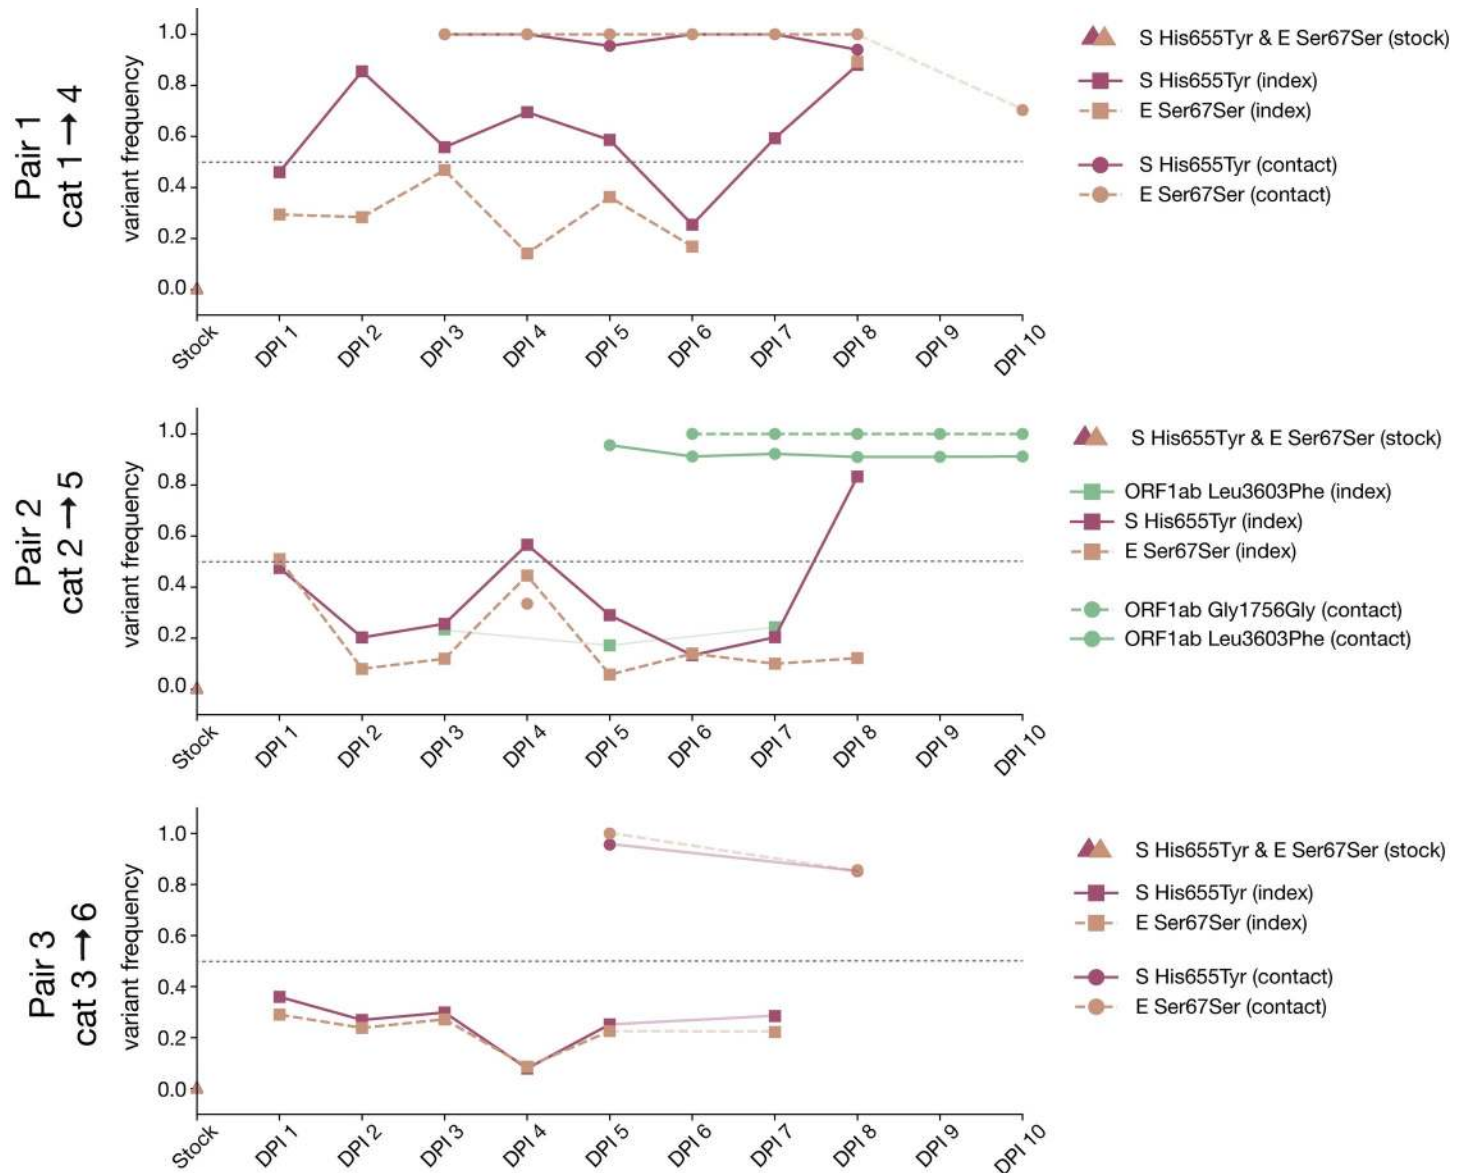 Pair 1
cat 1→4
variant frequency
1.0
0.8
0.6
0.4
0.2
0.0
Stock
DPI 1
DPI 2
DPI 3
DPI 4
DPI 5
DPI 6
DPI 7
DPI 8
DPI 9
DPI 10
S His655Tyr & E Ser67Ser (stock)
S His655Tyr (index)
E Ser67Ser (index)
S His655Tyr (contact)
E Ser67Ser (contact)
Pair 2
cat 2→5
variant frequency
1.0
0.8
0.6
0.4
0.2
0.0
Stock
DPI 1
DPI 2
DPI 3
DPI 4
DPI 5
DPI 6
DPI 7
DPI 8
DPI 9
DPI 10
S His655Tyr & E Ser67Ser (stock)
ORF1ab Leu3603Phe (index)
S His655Tyr (index)
E Ser67Ser (index)
ORF1ab Gly1756Gly (contact)
ORF1ab Leu3603Phe (contact)
Pair 3
cat 3→6
variant frequency
1.0
0.8
0.6
0.4
0.2
0.0
Stock
DPI 1
DPI 2
DPI 3
DPI 4
DPI 5
DPI 6
DPI 7
DPI 8
DPI 9
DPI 10
S His655Tyr & E Ser67Ser (stock)
S His655Tyr (index)
E Ser67Ser (index)
S His655Tyr (contact)
E Ser67Ser (contact)